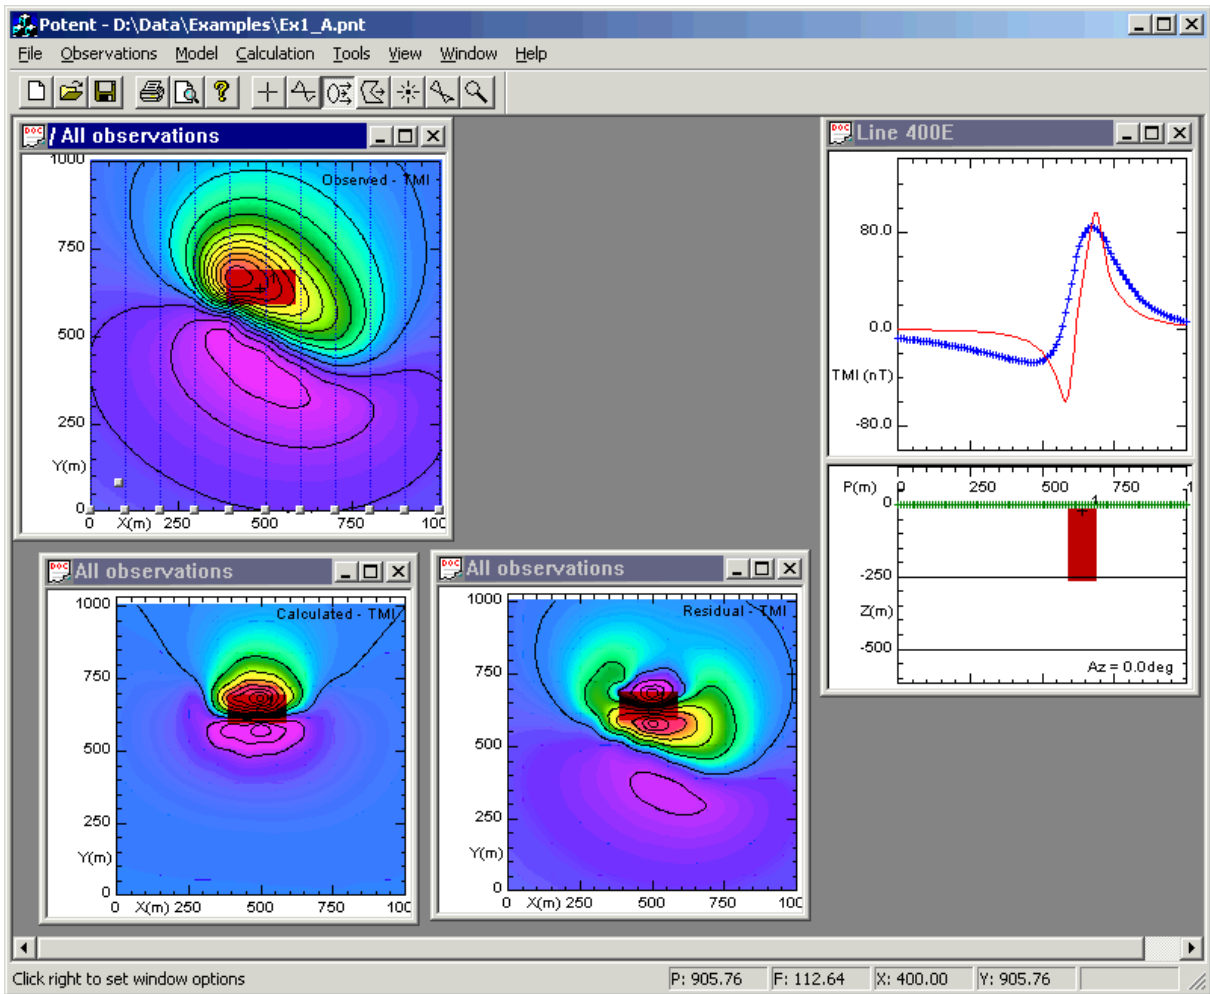 Potent - D:\Data\Examples\Ex1_A.pnt
File Observations Model Calculation Tools View Window Help
/ All observations
Observed - TMI
1000
750
500
250
Y(m)
0
0 X(m) 250 500 750 100
1
Line 400E
80.0
0.0
TMI (nT)
-80.0
P(m) 0 250 500 750 1
1
0
-250
Z(m)
-500
Az = 0.0deg
All observations
Calculated - TMI
1000
750
500
250
Y(m)
0
0 X(m) 250 500 750 100
All observations
Residual - TMI
1000
750
500
250
Y(m)
0
0 X(m) 250 500 750 100
Click right to set window options
P: 905.76 F: 112.64 X: 400.00 Y: 905.76